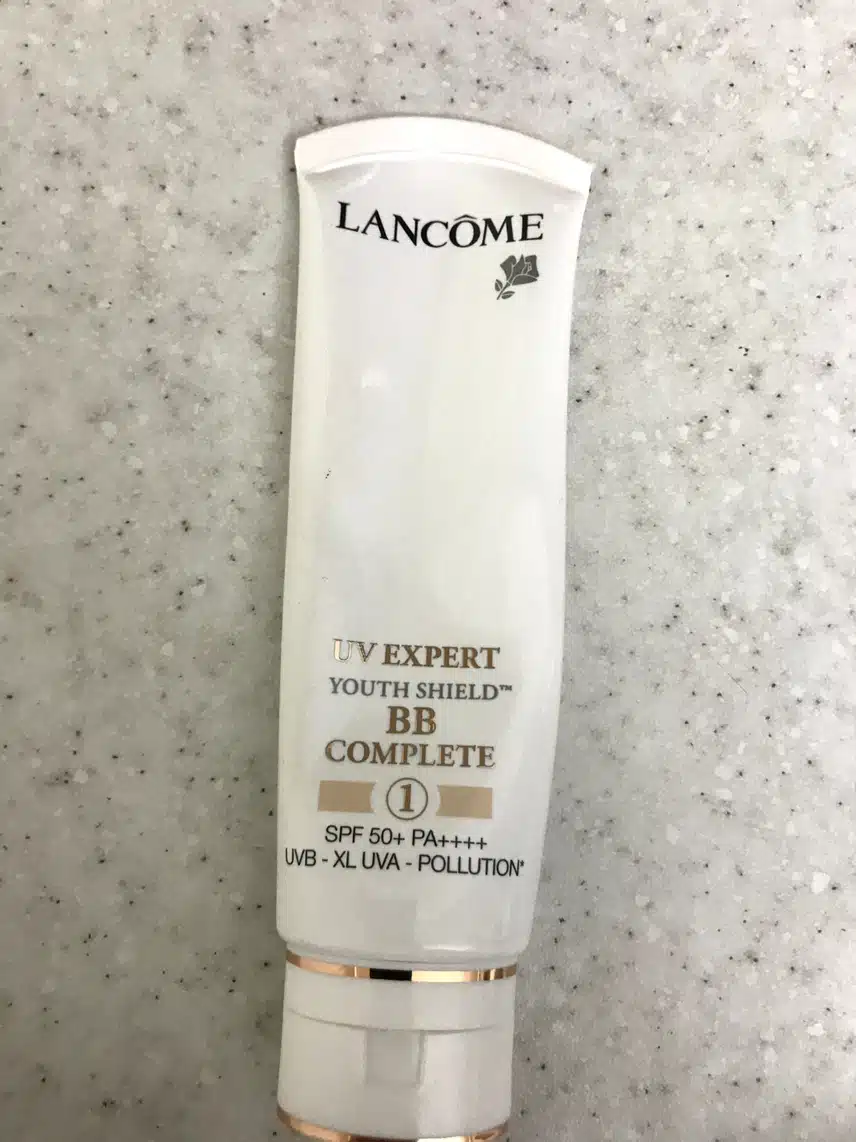 LANCÔME
UV EXPERT
YOUTH SHIELD™
BB
COMPLETE
1
SPF 50+ PA++++
UVB - XL UVA - POLLUTION*